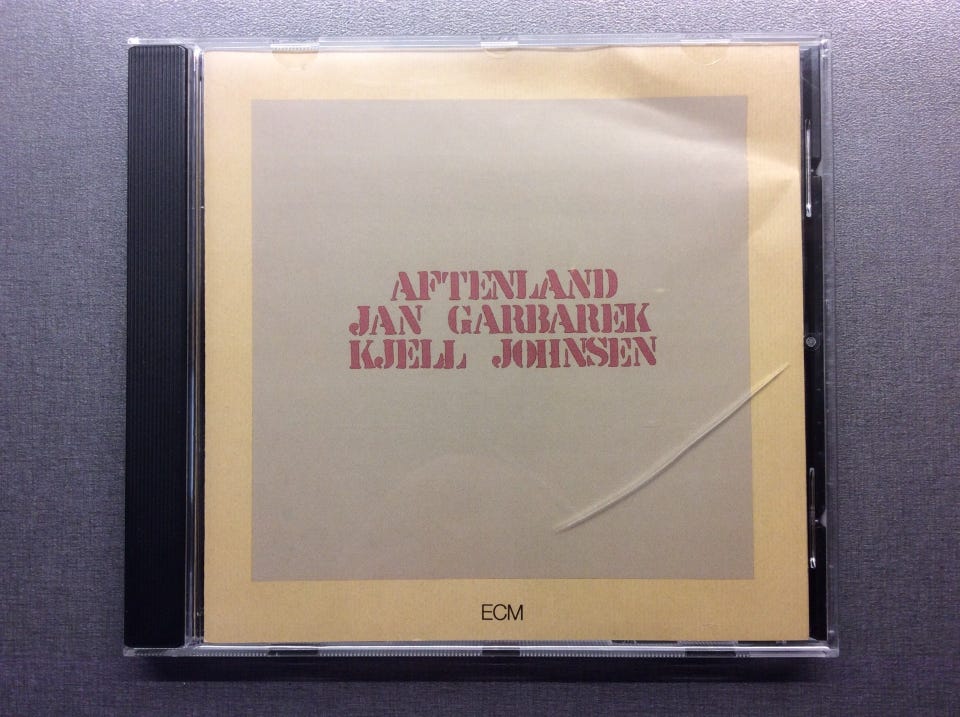 AFTENLAND
JAN GARBAREK
KJELL JOHNSEN
ECM